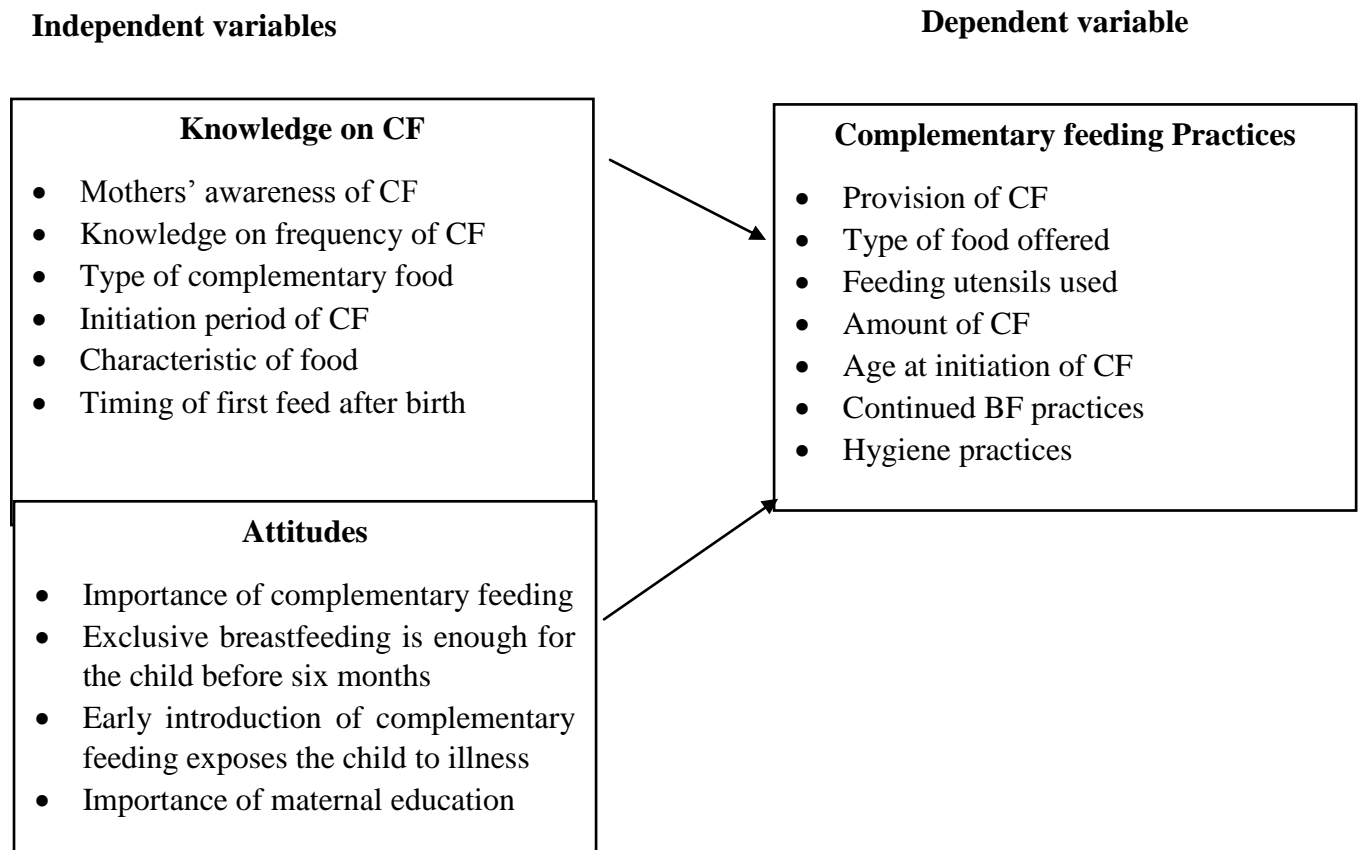 Independent variables
Dependent variable
Knowledge on CF
• Mothers’ awareness of CF
• Knowledge on frequency of CF
• Type of complementary food
• Initiation period of CF
• Characteristic of food
• Timing of first feed after birth
Attitudes
• Importance of complementary feeding
• Exclusive breastfeeding is enough for
the child before six months
• Early introduction of complementary
feeding exposes the child to illness
• Importance of maternal education
Complementary feeding Practices
• Provision of CF
• Type of food offered
• Feeding utensils used
• Amount of CF
• Age at initiation of CF
• Continued BF practices
• Hygiene practices